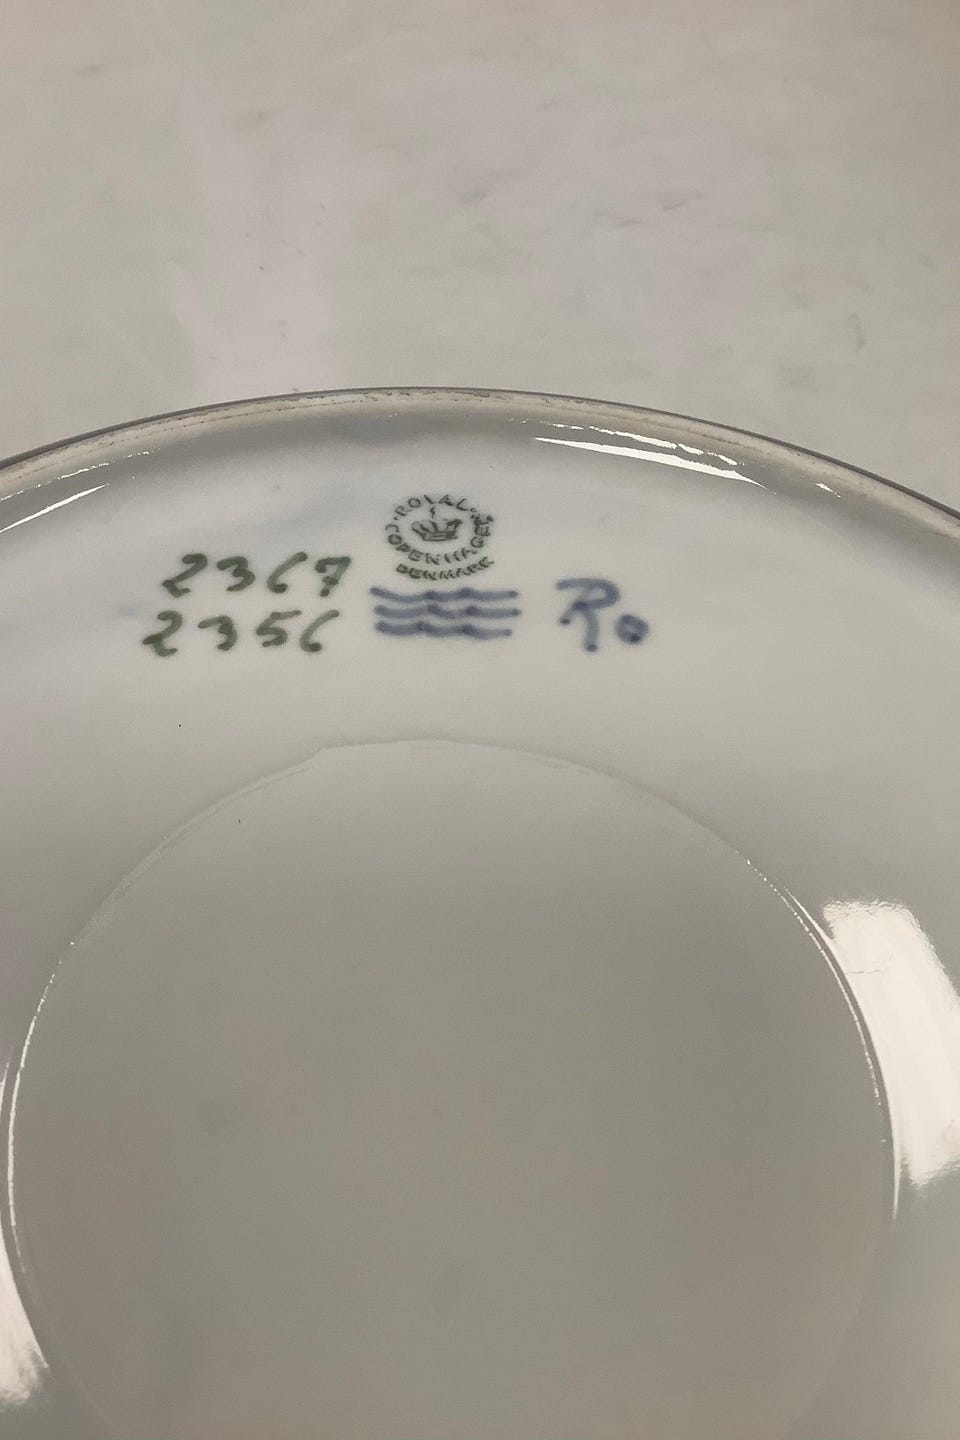 ROYAL COPENHAGEN
DENMARK
2367
2356
Ro